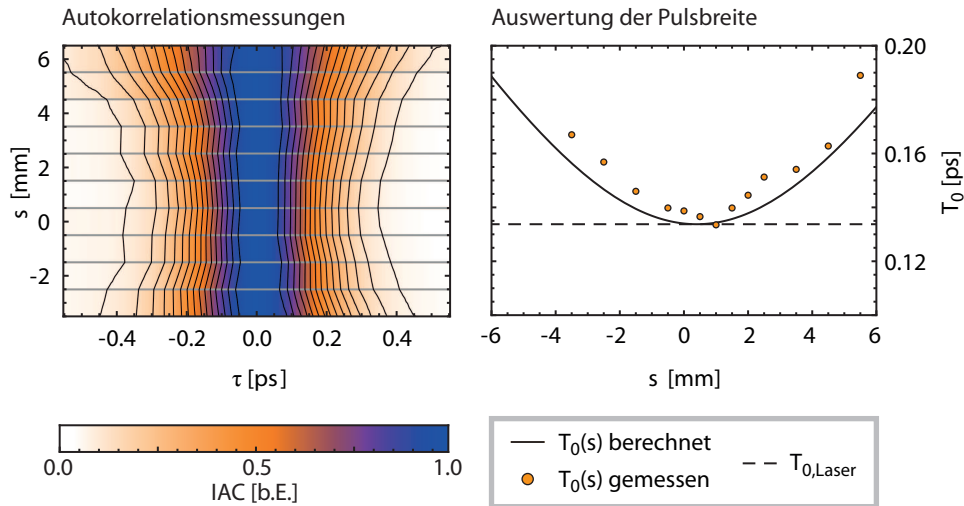 Autokorrelationsmessungen
6
4
2
0
-2
s [mm]
-0.4 -0.2 0.0 0.2 0.4
τ [ps]
0.0 0.5 1.0
IAC [b.E.]
Auswertung der Pulsbreite
0.20
0.16
0.12
T0 [ps]
-6 -4 -2 0 2 4 6
s [mm]
T0(s) berechnet
T0(s) gemessen
T0,Laser